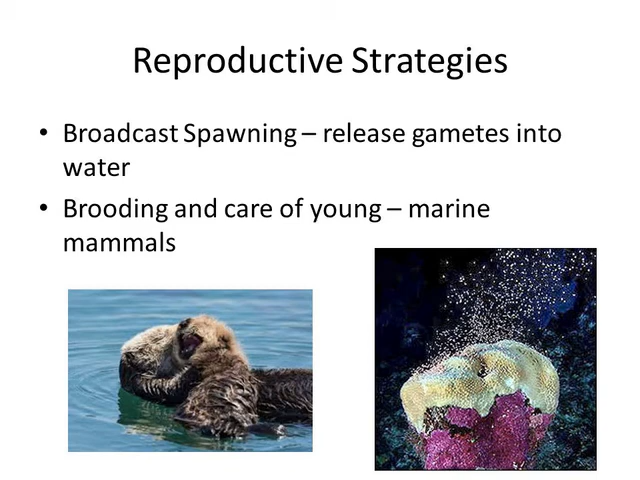 Reproductive Strategies
• Broadcast Spawning – release gametes into
water
• Brooding and care of young – marine
mammals